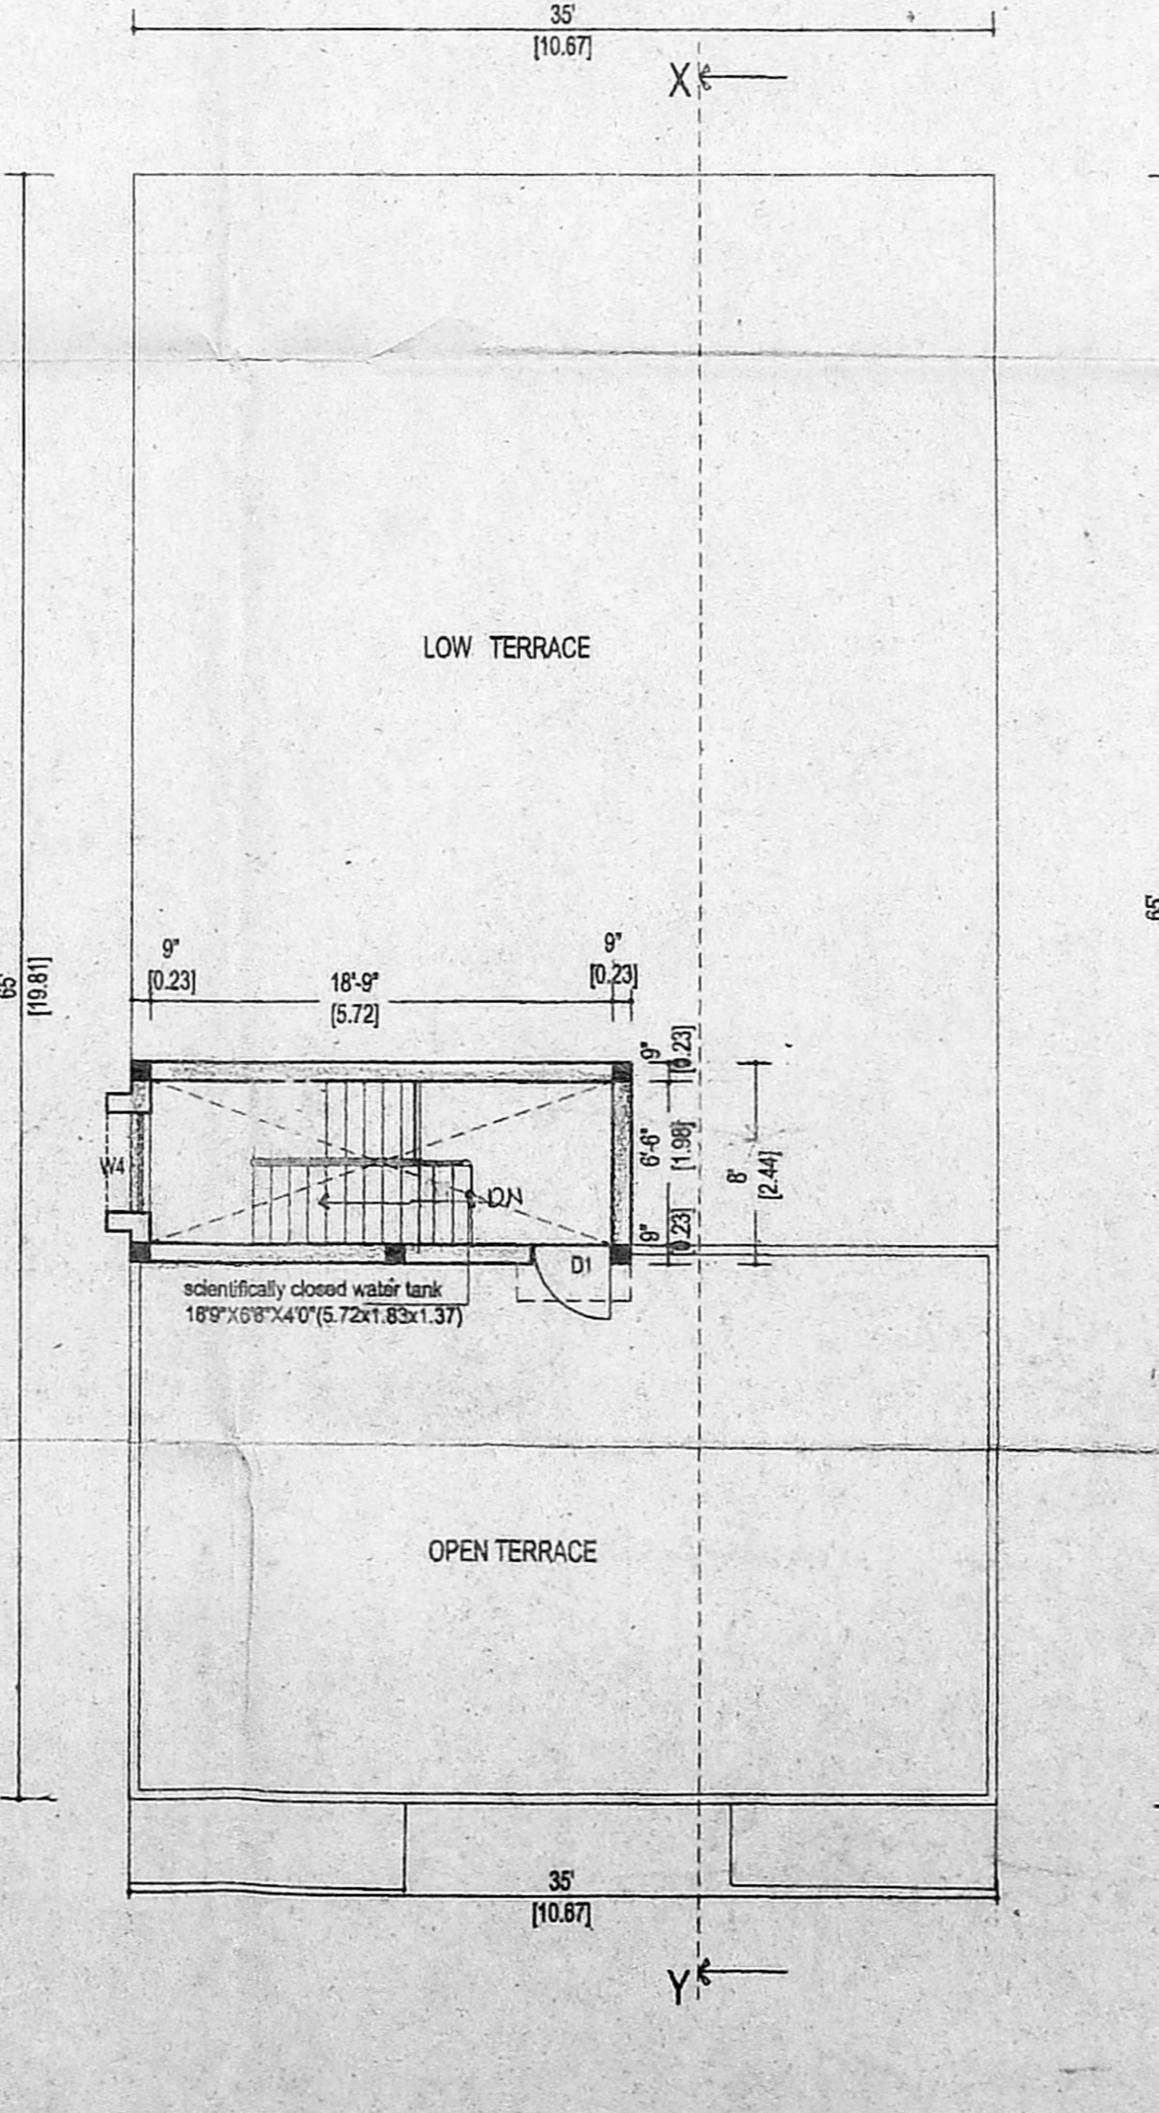 35'
[10.67]
X
65'
[19.81]
LOW TERRACE
65'
9"
[0.23]
18'-9"
[5.72]
9"
[0.23]
9"
[0.23]
6'-6"
[1.98]
9"
[0.23]
8'
[2.44]
W4
DN
D1
scientifically closed water tank
18'9"X6'6"X4'0"(5.72x1.83x1.37)
OPEN TERRACE
35'
[10.67]
Y